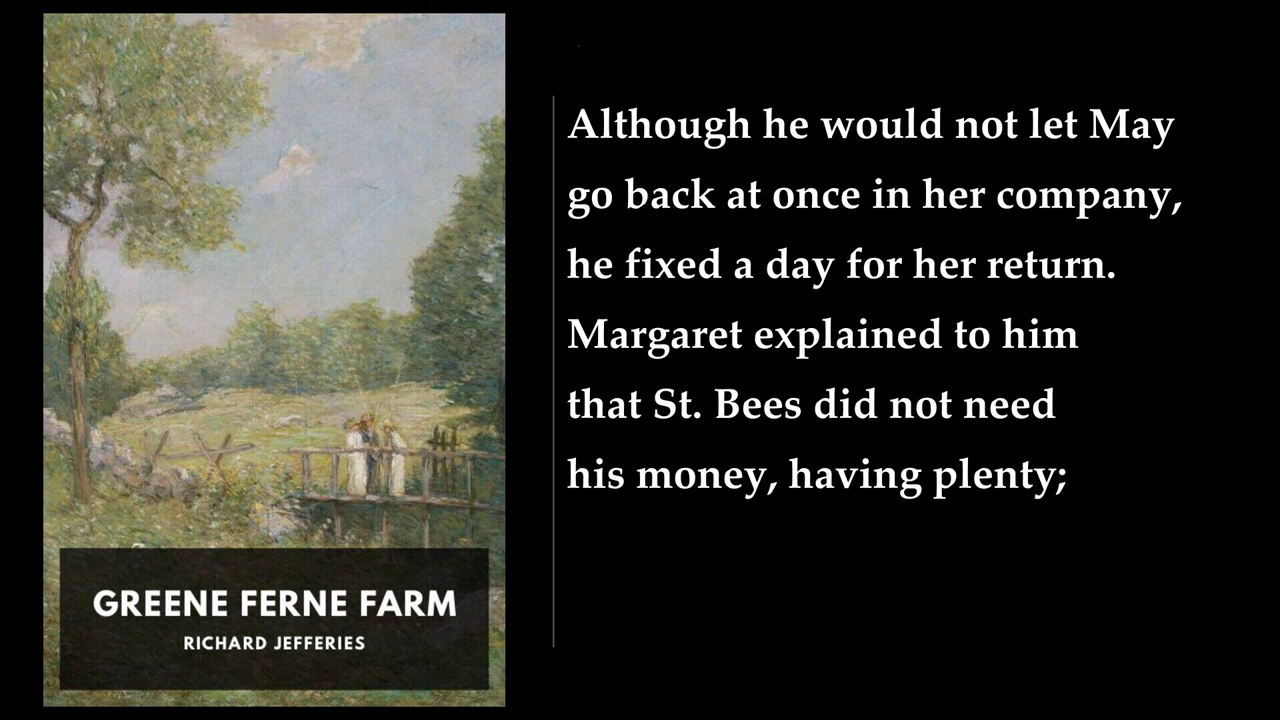 GREENE FERNE FARM
RICHARD JEFFERIES
Although he would not let May
go back at once in her company,
he fixed a day for her return.
Margaret explained to him
that St. Bees did not need
his money, having plenty;